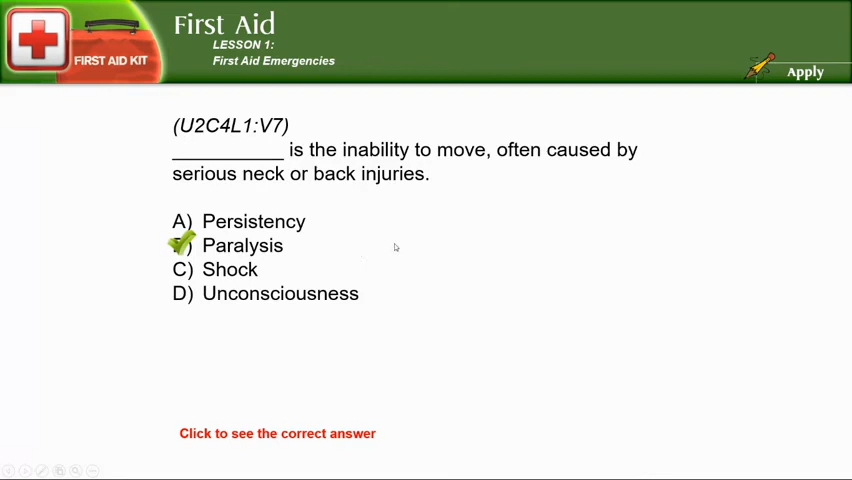 First Aid
LESSON 1:
First Aid Emergencies
FIRST AID KIT
Apply
(U2C4L1:V7)
__________ is the inability to move, often caused by
serious neck or back injuries.
A) Persistency
) Paralysis
C) Shock
D) Unconsciousness
Click to see the correct answer